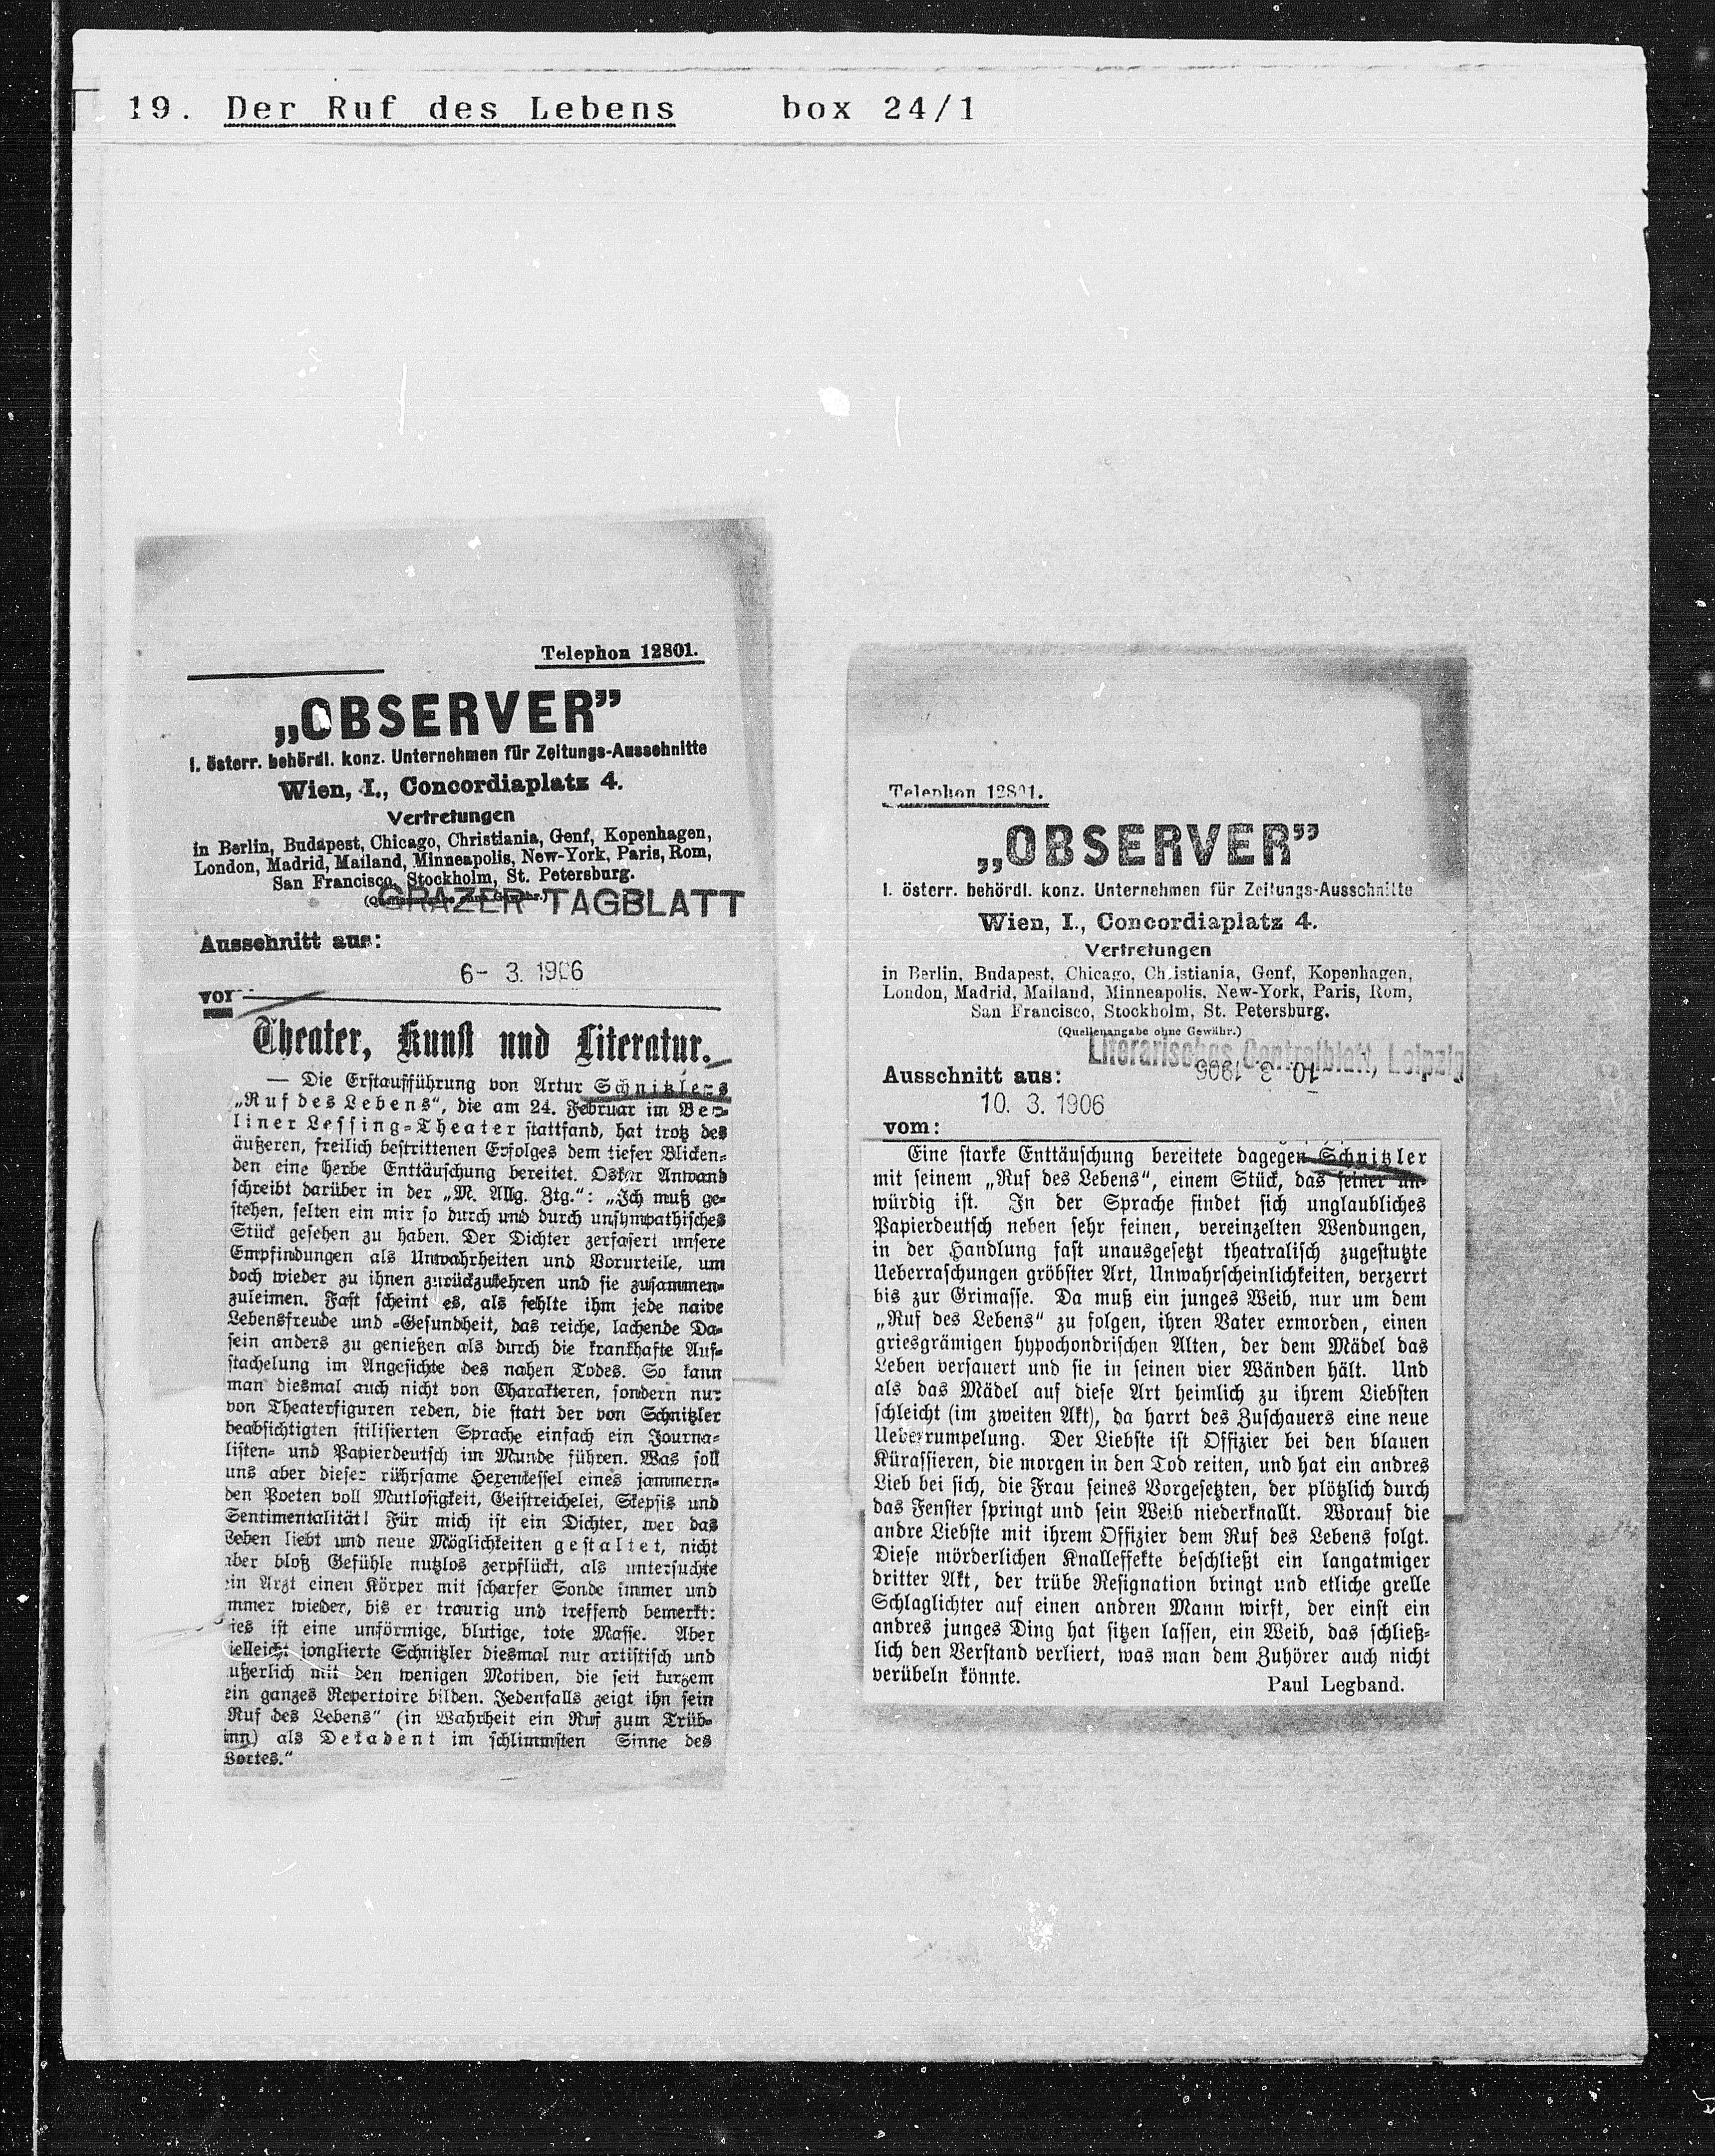 19. Der Ruf des Lebens box 24/1
Telephon 12801.
„OBSERVER”
I. österr. behördl. konz. Unternehmen für Zeitungs-Ausschnitte
Wien, I., Concordiaplatz 4.
Vertretungen
in Berlin, Budapest, Chicago, Christiania, Genf, Kopenhagen,
London, Madrid, Mailand, Minneapolis, New-York, Paris, Rom,
San Francisco, Stockholm, St. Petersburg.
GRAZER TAGBLATT
Ausschnitt aus:
6- 3. 1906
vom
Theater, Kunst und Literatur.
— Die Erstaufführung von Artur Schnitzlers
„Ruf des Lebens“, die am 24. Februar im Ber-
liner Lessing-Theater stattfand, hat trotz des
äußeren, freilich bestrittenen Erfolges dem tiefer Blicken-
den eine herbe Enttäuschung bereitet. Oskar Anwand
schreibt darüber in der „M. Allg. Ztg.“: „Ich muß ge-
stehen, selten ein mir so durch und durch unsympathisches
Stück gesehen zu haben. Der Dichter zerfasert unsere
Empfindungen als Unwahrheiten und Vorurteile, um
doch wieder zu ihnen zurückzukehren und sie zusammen-
zuleimen. Fast scheint es, als fehlte ihm jede naive
Lebensfreude und -Gesundheit, das reiche, lachende Da-
sein anders zu genießen als durch die krankhafte Auf-
stachelung im Angesichte des nahen Todes. So kann
man diesmal auch nicht von Charakteren, sondern nur
von Theaterfiguren reden, die statt der von Schnitzler
beabsichtigten stilisierten Sprache einfach ein Journa-
listen- und Papierdeutsch im Munde führen. Was soll
uns aber dieser rührsame Hexenkessel eines jammern-
den Poeten voll Mutlosigkeit, Geistreichelei, Skepsis und
Sentimentalität! Für mich ist ein Dichter, wer das
Leben liebt und neue Möglichkeiten gestaltet, nicht
aber bloß Gefühle nutzlos zerpflückt, als untersuchte
ein Arzt einen Körper mit scharfer Sonde immer und
mmer wieder, bis er traurig und treffend bemerkt:
ies ist eine unförmige, blutige, tote Masse. Aber
ielleicht jonglierte Schnitzler diesmal nur artistisch und
ußerlich mit den wenigen Motiven, die seit kurzem
ein ganzes Repertoire bilden. Jedenfalls zeigt ihn sein
Ruf des Lebens“ (in Wahrheit ein Ruf zum Trüb-
inn) als Dekadent im schlimmsten Sinne des
Wortes.“
Telephon 12801.
„OBSERVER”
I. österr. behördl. konz. Unternehmen für Zeitungs-Ausschnitte
Wien, I., Concordiaplatz 4.
Vertretungen
in Berlin, Budapest, Chicago, Christiania, Genf, Kopenhagen,
London, Madrid, Mailand, Minneapolis, New-York, Paris, Rom,
San Francisco, Stockholm, St. Petersburg.
(Quellenangabe ohne Gewähr.)
Literarisches Centralblatt, Leipzig
Ausschnitt aus: 10. 3. 1906
10. 3. 1906
vom:
Eine starke Enttäuschung bereitete dagegen Schnitzler
mit seinem „Ruf des Lebens“, einem Stück, das seiner un-
würdig ist. In der Sprache findet sich unglaubliches
Papierdeutsch neben sehr feinen, vereinzelten Wendungen,
in der Handlung fast unausgesetzt theatralisch zugestutzte
Ueberraschungen gröbster Art, Unwahrscheinlichkeiten, verzerrt
bis zur Grimasse. Da muß ein junges Weib, nur um dem
„Ruf des Lebens“ zu folgen, ihren Vater ermorden, einen
griesgrämigen hypochondrischen Alten, der dem Mädel das
Leben versauert und sie in seinen vier Wänden hält. Und
als das Mädel auf diese Art heimlich zu ihrem Liebsten
schleicht (im zweiten Akt), da harrt des Zuschauers eine neue
Ueberrumpelung. Der Liebste ist Offizier bei den blauen
Kürassieren, die morgen in den Tod reiten, und hat ein andres
Lieb bei sich, die Frau seines Vorgesetzten, der plötzlich durch
das Fenster springt und sein Weib niederknallt. Worauf die
andre Liebste mit ihrem Offizier dem Ruf des Lebens folgt.
Diese mörderlichen Knalleffekte beschließt ein langatmiger
dritter Akt, der trübe Resignation bringt und etliche grelle
Schlaglichter auf einen andren Mann wirft, der einst ein
andres junges Ding hat sitzen lassen, ein Weib, das schließ-
lich den Verstand verliert, was man dem Zuhörer auch nicht
verübeln könnte. Paul Legband.